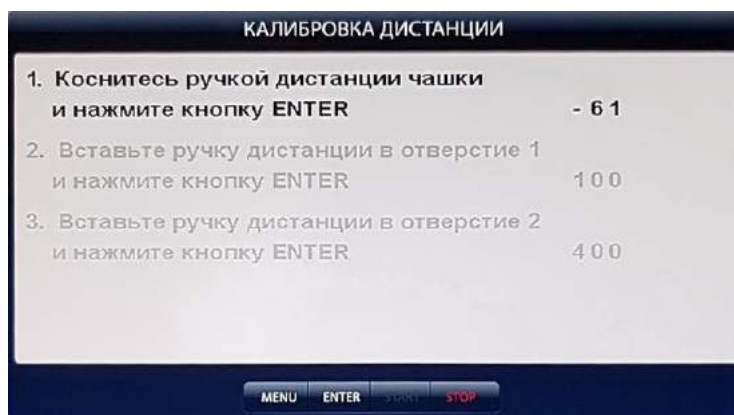 КАЛИБРОВКА ДИСТАНЦИИ
1. Коснитесь ручкой дистанции чашки
и нажмите кнопку ENTER - 61
2. Вставьте ручку дистанции в отверстие 1
и нажмите кнопку ENTER 100
3. Вставьте ручку дистанции в отверстие 2
и нажмите кнопку ENTER 400
MENU ENTER START STOP